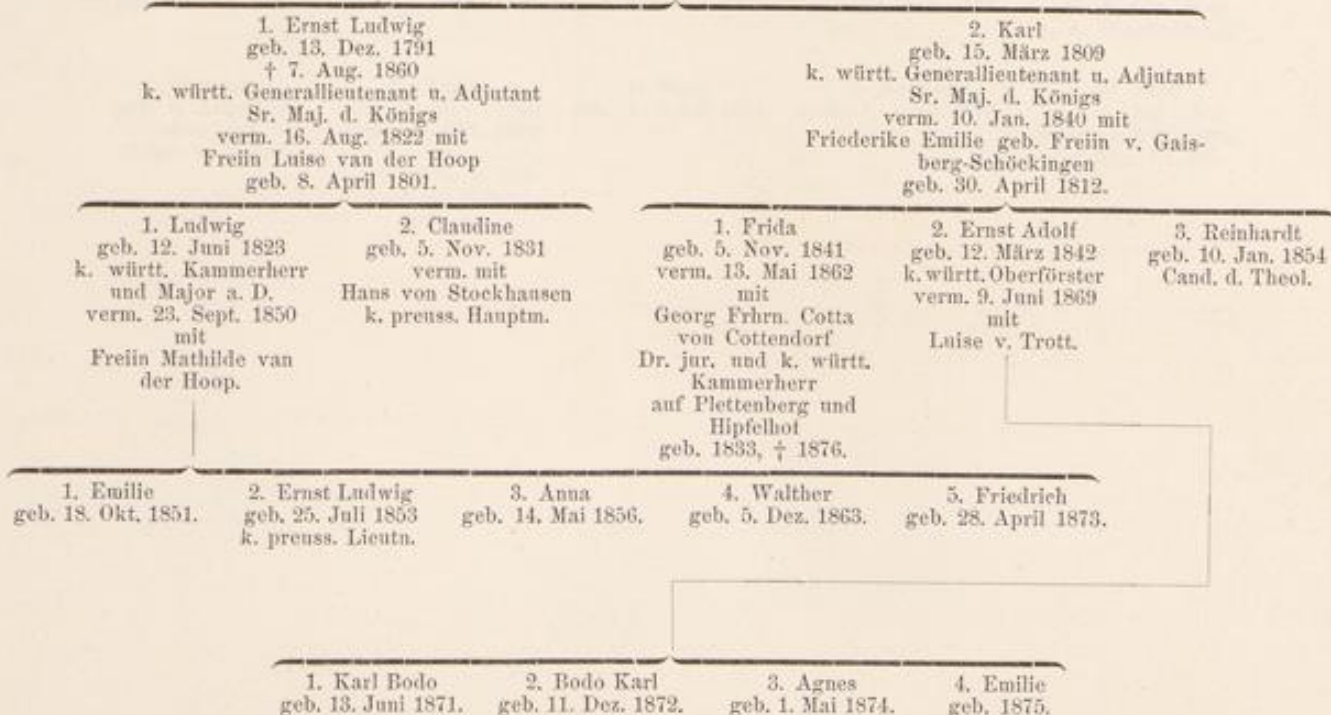 1. Ernst Ludwig
geb. 13. Dez. 1791
† 7. Aug. 1860
k. württ. Generallieutenant u. Adjutant
Sr. Maj. d. Königs
verm. 16. Aug. 1822 mit
Freiin Luise van der Hoop
geb. 8. April 1801.
2. Karl
geb. 15. März 1809
k. württ. Generallieutenant u. Adjutant
Sr. Maj. d. Königs
verm. 10. Jan. 1840 mit
Friederike Emilie geb. Freiin v. Gais-
berg-Schöckingen
geb. 30. April 1812.
1. Ludwig
geb. 12. Juni 1823
k. württ. Kammerherr
und Major a. D.
verm. 23. Sept. 1850
mit
Freiin Mathilde van
der Hoop.
2. Claudine
geb. 5. Nov. 1831
verm. mit
Hans von Stockhausen
k. preuss. Hauptm.
1. Frida
geb. 5. Nov. 1841
verm. 13. Mai 1862
mit
Georg Frhrn. Cotta
von Cottendorf
Dr. jur. und k. württ.
Kammerherr
auf Plettenberg und
Hipfelhof
geb. 1833, † 1876.
2. Ernst Adolf
geb. 12. März 1842
k. württ. Oberförster
verm. 9. Juni 1869
mit
Luise v. Trott.
3. Reinhardt
geb. 10. Jan. 1854
Cand. d. Theol.
1. Emilie
geb. 18. Okt. 1851.
2. Ernst Ludwig
geb. 25. Juli 1853
k. preuss. Lieutn.
3. Anna
geb. 14. Mai 1856.
4. Walther
geb. 5. Dez. 1863.
5. Friedrich
geb. 28. April 1873.
1. Karl Bodo
geb. 13. Juni 1871.
2. Bodo Karl
geb. 11. Dez. 1872.
3. Agnes
geb. 1. Mai 1874.
4. Emilie
geb. 1875.